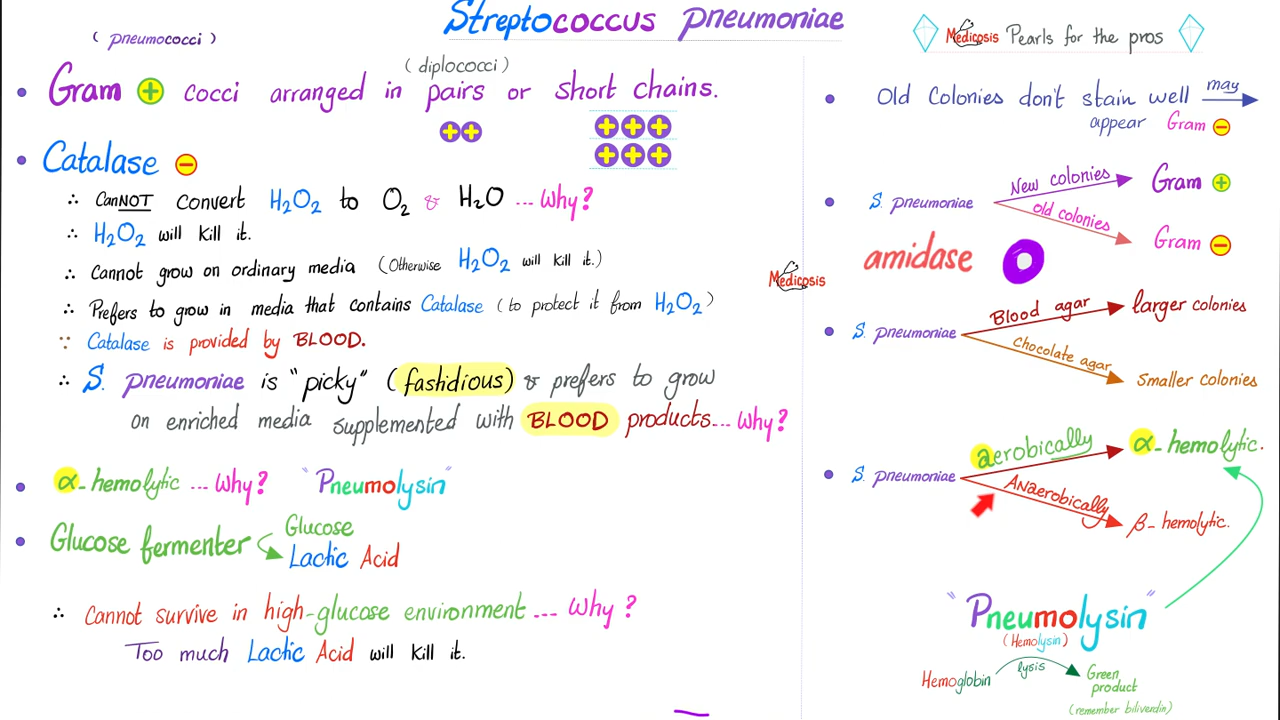 Streptococcus pneumoniae
( pneumococci )
( diplococci )
• Gram + cocci arranged in pairs or short chains.
++ +++
+++
• Catalase −
∴ CanNOT convert H₂O₂ to O₂ & H₂O ... Why?
∴ H₂O₂ will kill it.
∴ Cannot grow on ordinary media (Otherwise H₂O₂ will kill it.)
∴ Prefers to grow in media that contains Catalase (to protect it from H₂O₂)
∵ Catalase is provided by BLOOD.
∴ S. pneumoniae is "picky" (fashidious) & prefers to grow
on enriched media supplemented with BLOOD products... Why?
• α-hemolytic ... Why? "Pneumolysin"
• Glucose fermenter Glucose
Lactic Acid
∴ Cannot survive in high-glucose environment ... Why?
Too much Lactic Acid will kill it.
Medicosis
Medicosis Pearls for the pros
• Old Colonies don't stain well may
appear Gram −
• S. pneumoniae New colonies Gram +
old colonies Gram −
amidase
• S. pneumoniae Blood agar larger colonies
chocolate agar smaller colonies
• S. pneumoniae aerobically α-hemolytic.
Anaerobically β-hemolytic.
"Pneumolysin"
(Hemolysin)
Hemoglobin lysis Green
product
(remember biliverdin)